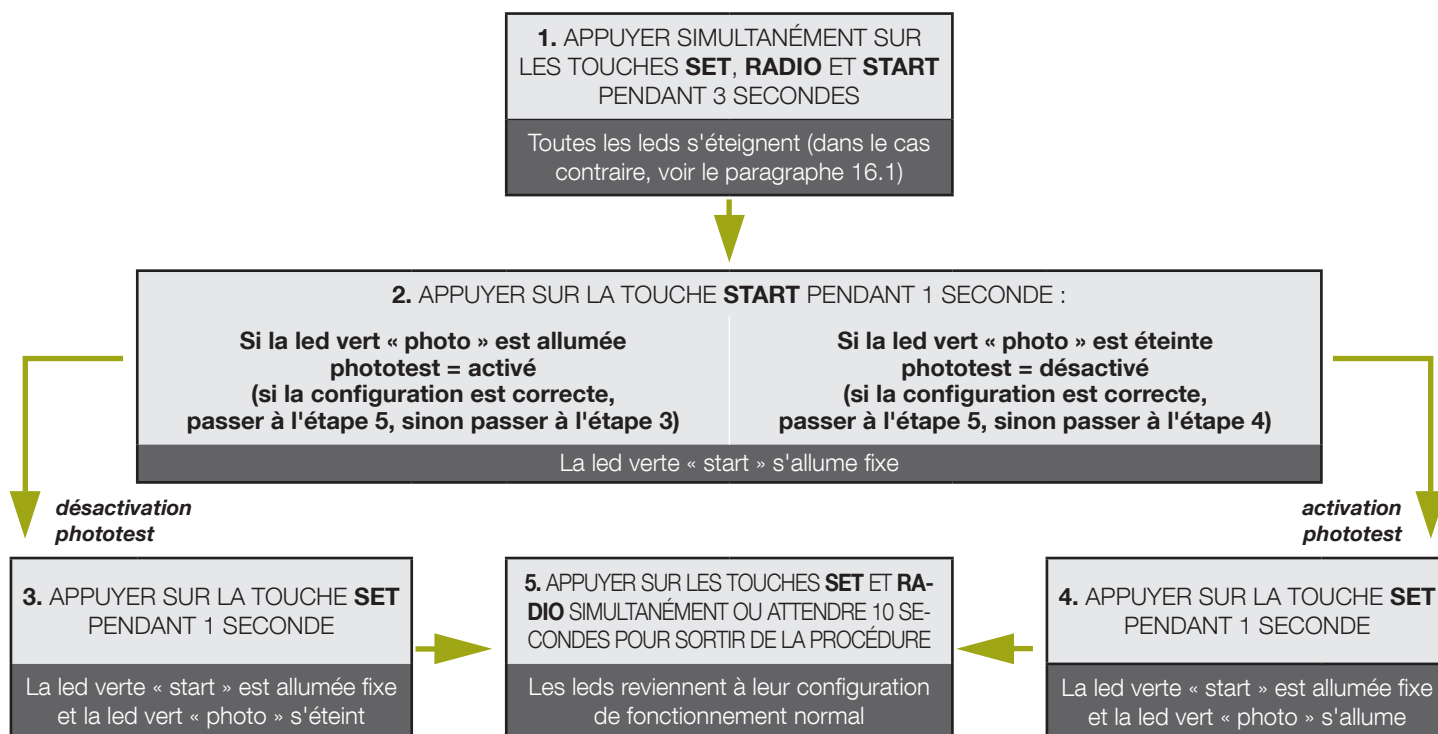 1. APPUYER SIMULTANÉMENT SUR
LES TOUCHES SET, RADIO ET START
PENDANT 3 SECONDES
Toutes les leds s'éteignent (dans le cas
contraire, voir le paragraphe 16.1)
2. APPUYER SUR LA TOUCHE START PENDANT 1 SECONDE :
Si la led vert « photo » est allumée
phototest = activé
(si la configuration est correcte,
passer à l'étape 5, sinon passer à l'étape 3)
Si la led vert « photo » est éteinte
phototest = désactivé
(si la configuration est correcte,
passer à l'étape 5, sinon passer à l'étape 4)
La led verte « start » s'allume fixe
désactivation
phototest
activation
phototest
3. APPUYER SUR LA TOUCHE SET
PENDANT 1 SECONDE
La led verte « start » est allumée fixe
et la led vert « photo » s'éteint
5. APPUYER SUR LES TOUCHES SET ET RA-
DIO SIMULTANÉMENT OU ATTENDRE 10 SE-
CONDES POUR SORTIR DE LA PROCÉDURE
Les leds reviennent à leur configuration
de fonctionnement normal
4. APPUYER SUR LA TOUCHE SET
PENDANT 1 SECONDE
La led verte « start » est allumée fixe
et la led vert « photo » s'allume